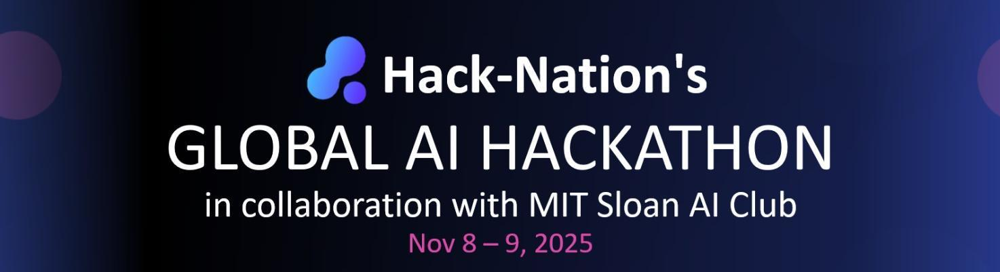 Hack-Nation's
GLOBAL AI HACKATHON
in collaboration with MIT Sloan AI Club
Nov 8 – 9, 2025